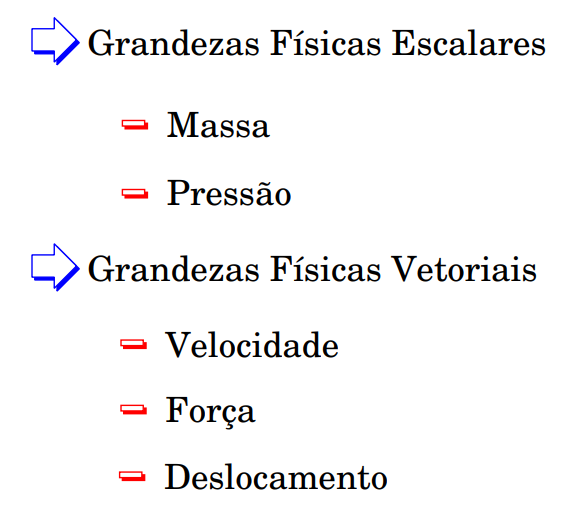 Grandezas Físicas Escalares
Massa
Pressão
Grandezas Físicas Vetoriais
Velocidade
Força
Deslocamento